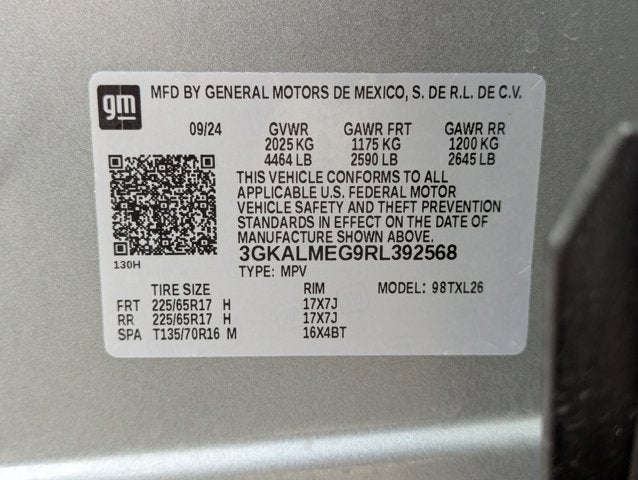 gm MFD BY GENERAL MOTORS DE MEXICO, S. DE R.L. DE C.V.
09/24 GVWR GAWR FRT GAWR RR
2025 KG 1175 KG 1200 KG
4464 LB 2590 LB 2645 LB
THIS VEHICLE CONFORMS TO ALL
APPLICABLE U.S. FEDERAL MOTOR
VEHICLE SAFETY AND THEFT PREVENTION
STANDARDS IN EFFECT ON THE DATE OF
MANUFACTURE SHOWN ABOVE.
130H 3GKALMEG9RL392568
TYPE: MPV
TIRE SIZE RIM MODEL: 98TXL26
FRT 225/65R17 H 17X7J
RR 225/65R17 H 17X7J
SPA T135/70R16 M 16X4BT